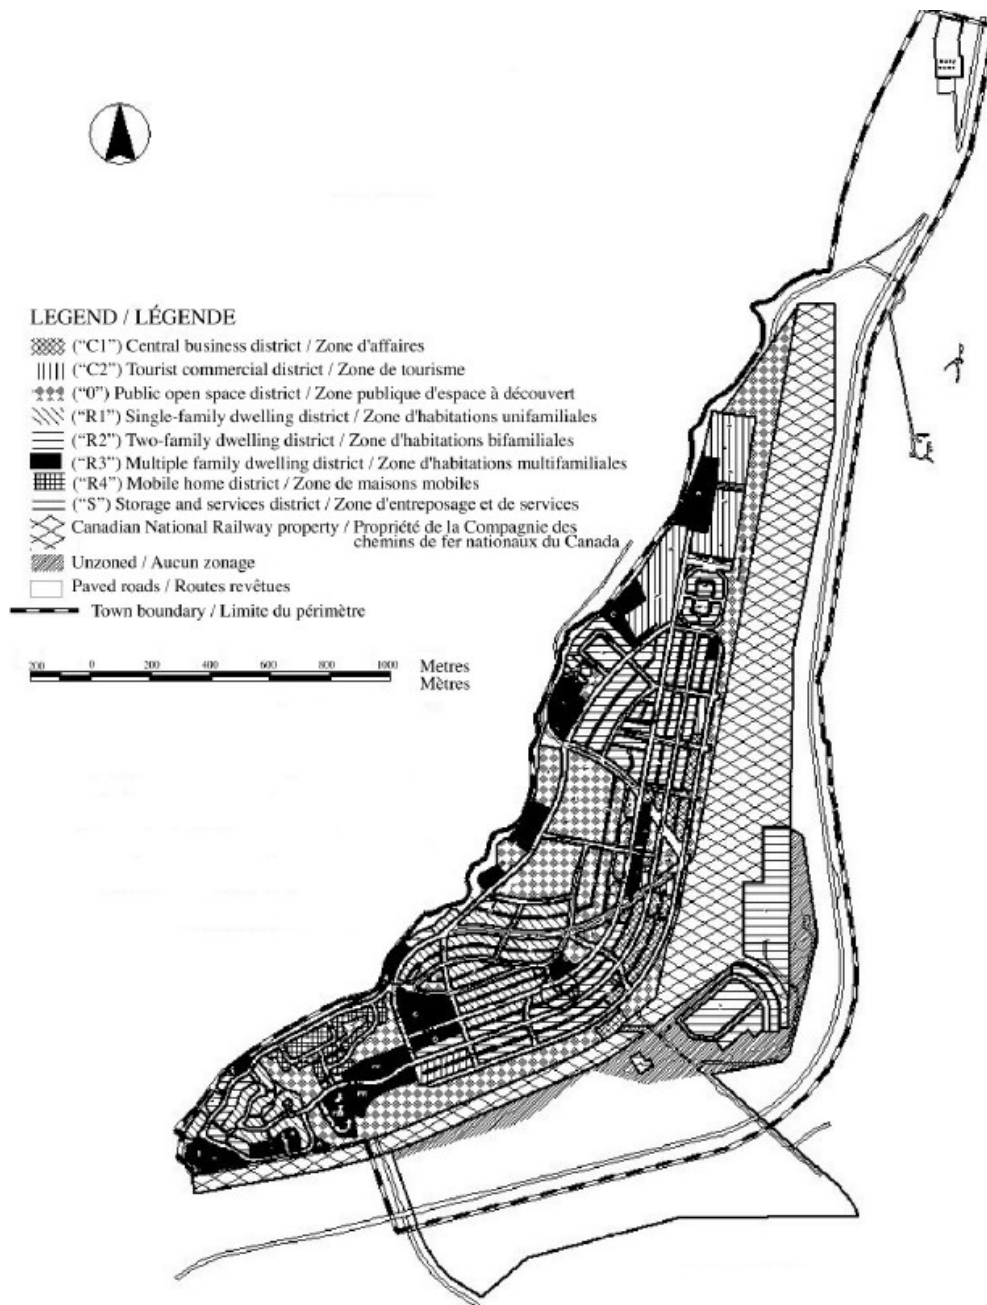 LEGEND / LÉGENDE
("C1") Central business district / Zone d'affaires
("C2") Tourist commercial district / Zone de tourisme
("0") Public open space district / Zone publique d'espace à découvert
("R1") Single-family dwelling district / Zone d'habitations unifamiliales
("R2") Two-family dwelling district / Zone d'habitations bifamiliales
("R3") Multiple family dwelling district / Zone d'habitations multifamiliales
("R4") Mobile home district / Zone de maisons mobiles
("S") Storage and services district / Zone d'entreposage et de services
Canadian National Railway property / Propriété de la Compagnie des
chemins de fer nationaux du Canada
Unzoned / Aucun zonage
Paved roads / Routes revêtues
Town boundary / Limite du périmètre
200 0 200 400 600 800 1000 Metres
Mètres